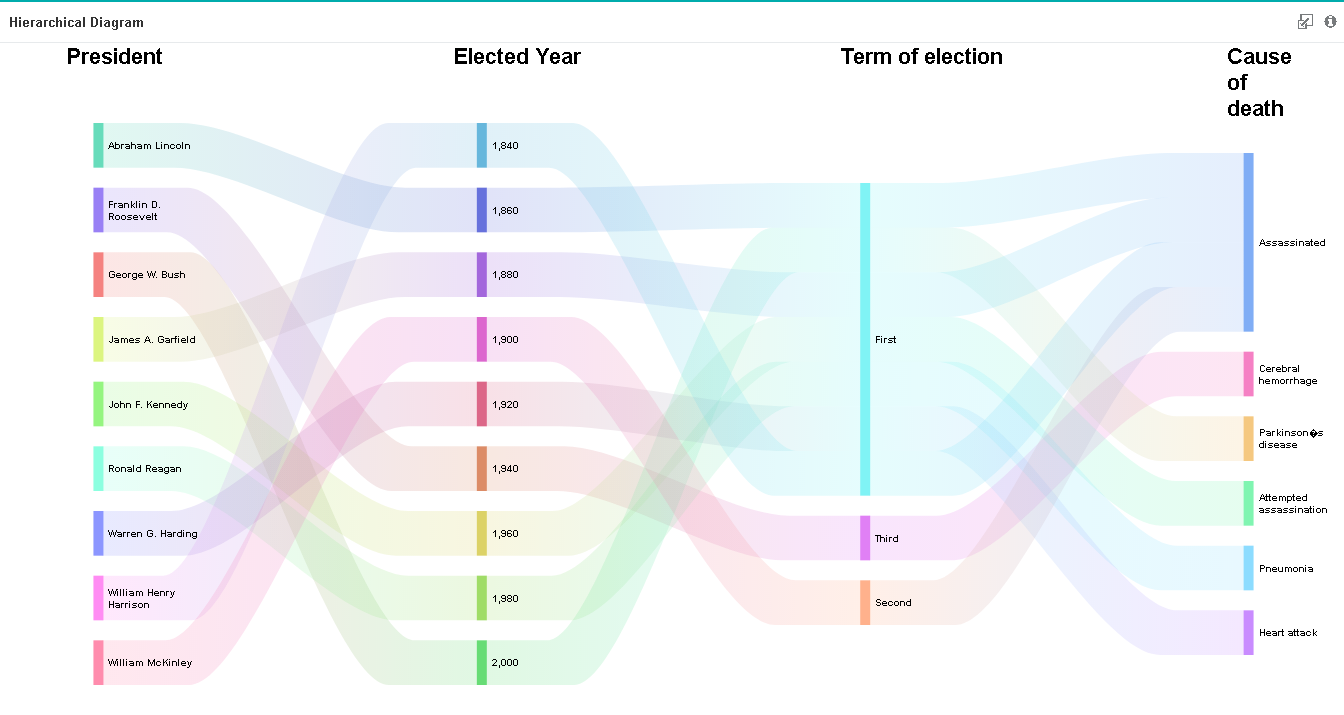 Hierarchical Diagram
President
Elected Year
Term of election
Cause
of
death
Abraham Lincoln
Franklin D.
Roosevelt
George W. Bush
James A. Garfield
John F. Kennedy
Ronald Reagan
Warren G. Harding
William Henry
Harrison
William McKinley
1,840
1,860
1,880
1,900
1,920
1,940
1,960
1,980
2,000
First
Third
Second
Assassinated
Cerebral
hemorrhage
Parkinson�s
disease
Attempted
assassination
Pneumonia
Heart attack